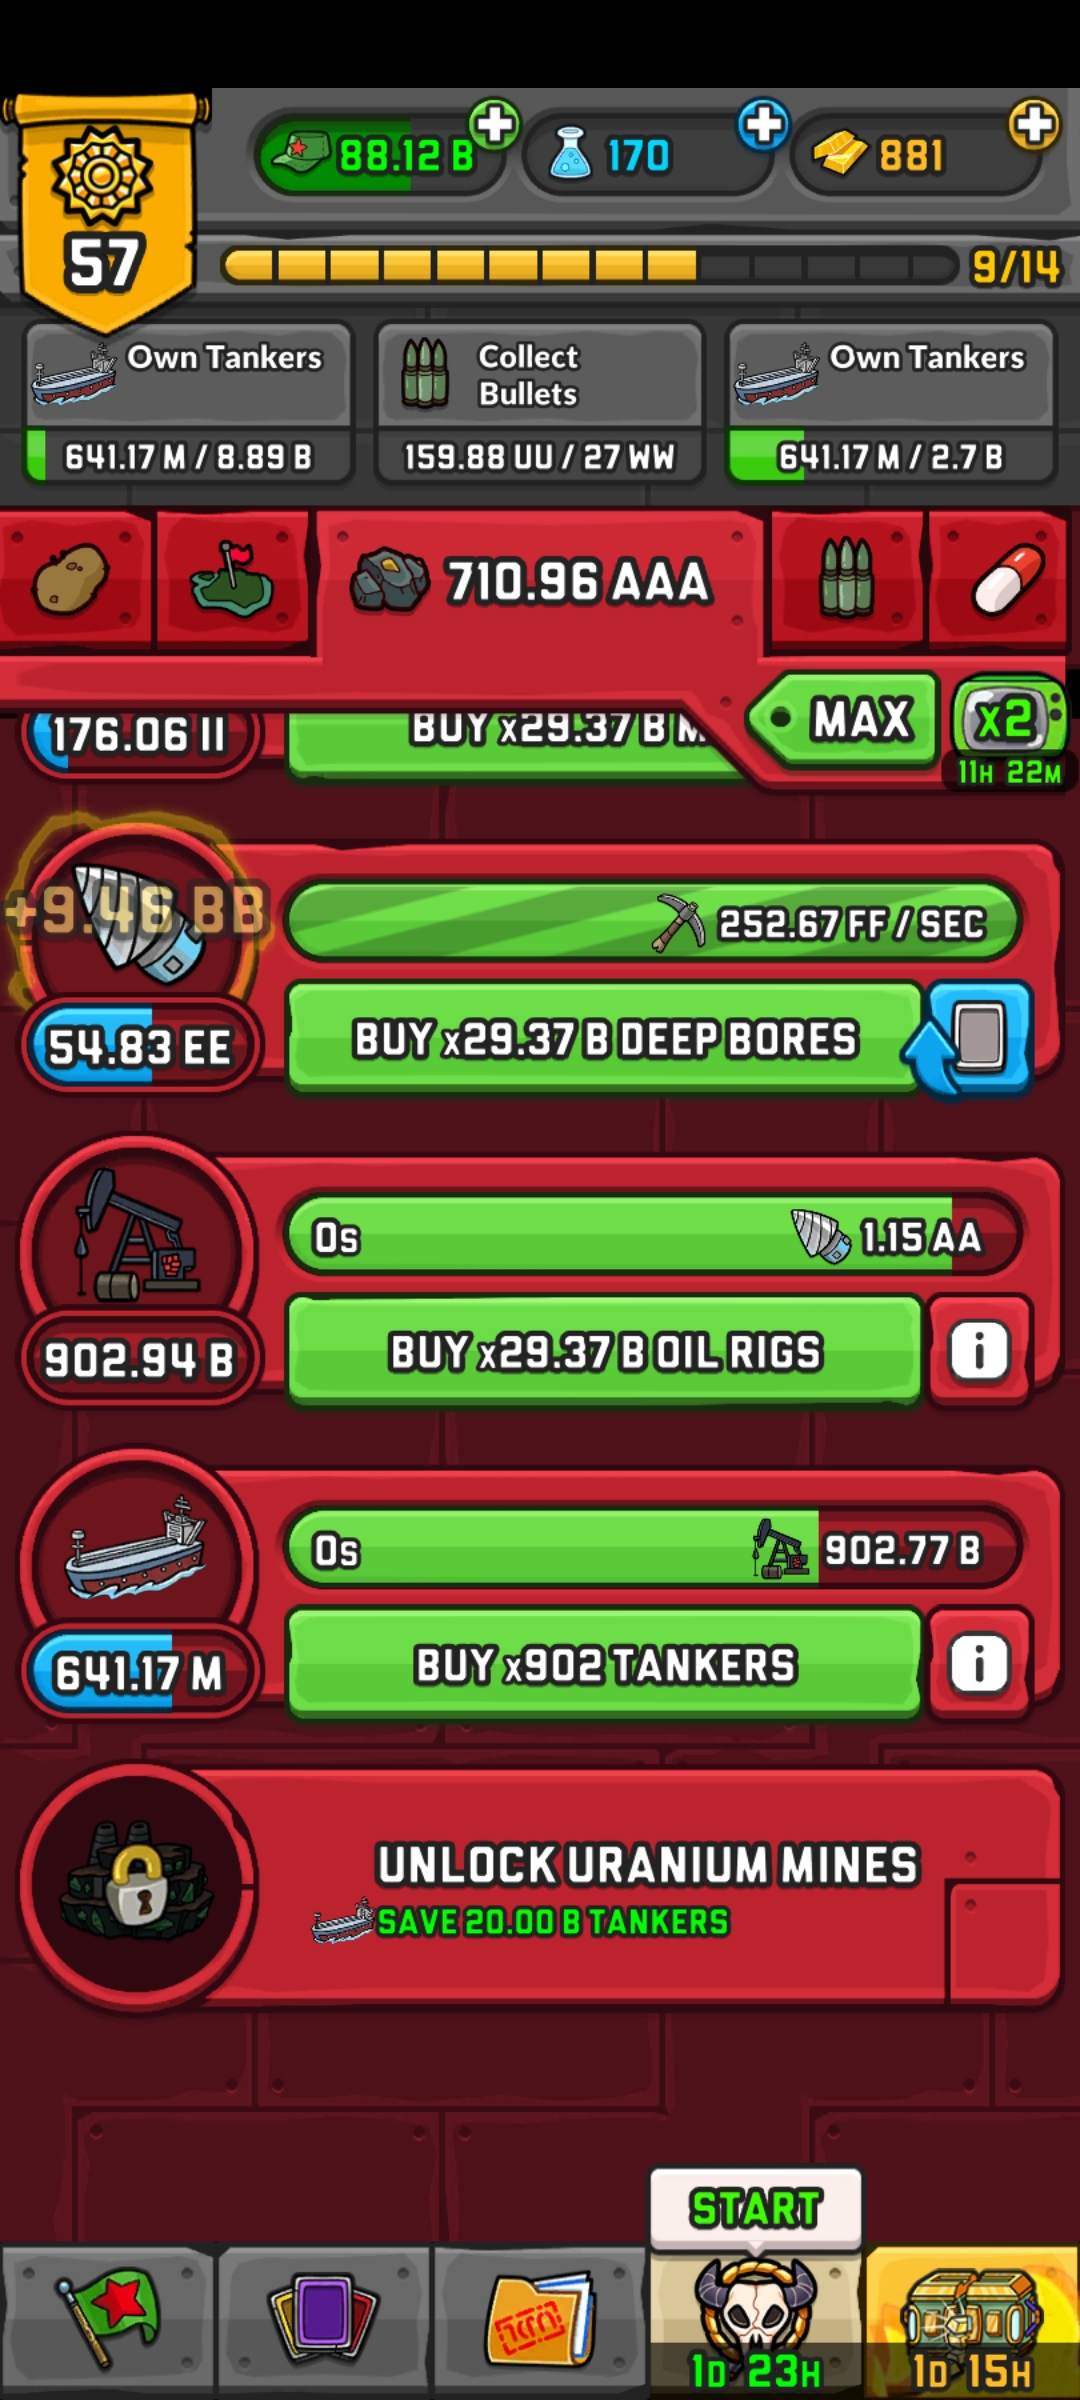 57
88.12 B
170
881
9/14
Own Tankers
641.17 M / 8.89 B
Collect
Bullets
159.88 UU / 27 WW
Own Tankers
641.17 M / 2.7 B
710.96 AAA
MAX
x2
11H 22M
176.06 II
BUY x29.37 B M
+9.46 BB
252.67 FF / SEC
54.83 EE
BUY x29.37 B DEEP BORES
0s
1.15 AA
902.94 B
BUY x29.37 B OIL RIGS
i
0s
902.77 B
641.17 M
BUY x902 TANKERS
i
UNLOCK URANIUM MINES
SAVE 20.00 B TANKERS
START
1D 23H
1D 15H